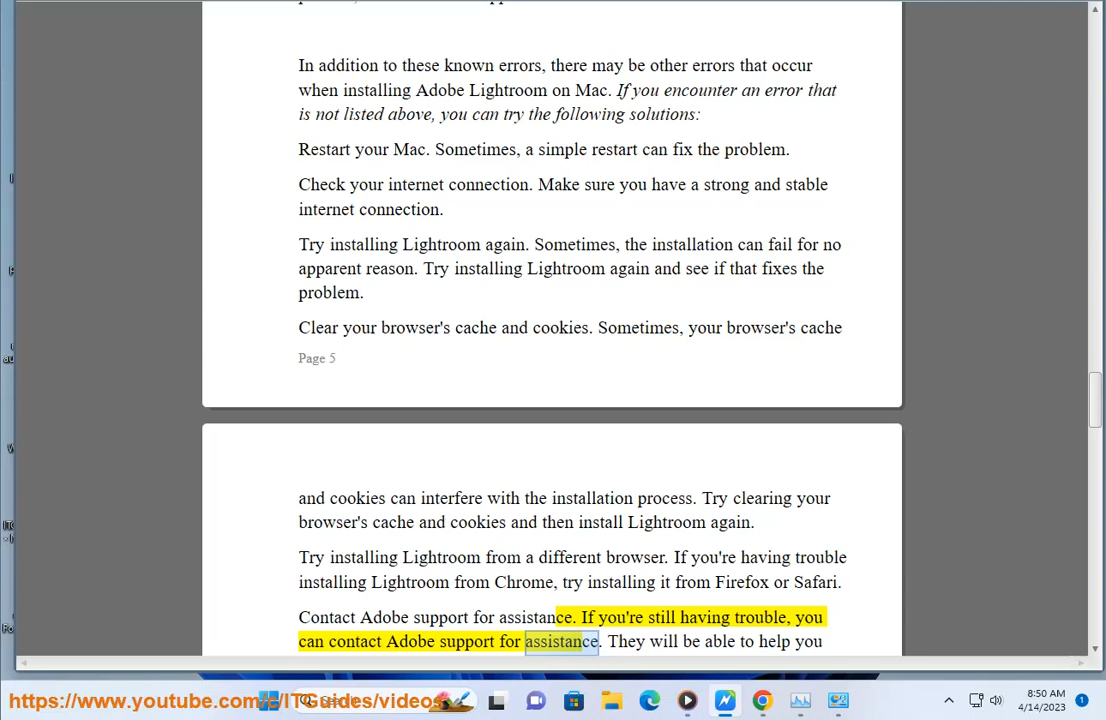 In addition to these known errors, there may be other errors that occur
when installing Adobe Lightroom on Mac. If you encounter an error that
is not listed above, you can try the following solutions:
Restart your Mac. Sometimes, a simple restart can fix the problem.
Check your internet connection. Make sure you have a strong and stable
internet connection.
Try installing Lightroom again. Sometimes, the installation can fail for no
apparent reason. Try installing Lightroom again and see if that fixes the
problem.
Clear your browser's cache and cookies. Sometimes, your browser's cache
Page 5
and cookies can interfere with the installation process. Try clearing your
browser's cache and cookies and then install Lightroom again.
Try installing Lightroom from a different browser. If you're having trouble
installing Lightroom from Chrome, try installing it from Firefox or Safari.
Contact Adobe support for assistance. If you're still having trouble, you
can contact Adobe support for assistance. They will be able to help you
https://www.youtube.com/c/ITGuides/videos
8:50 AM
4/14/2023
1